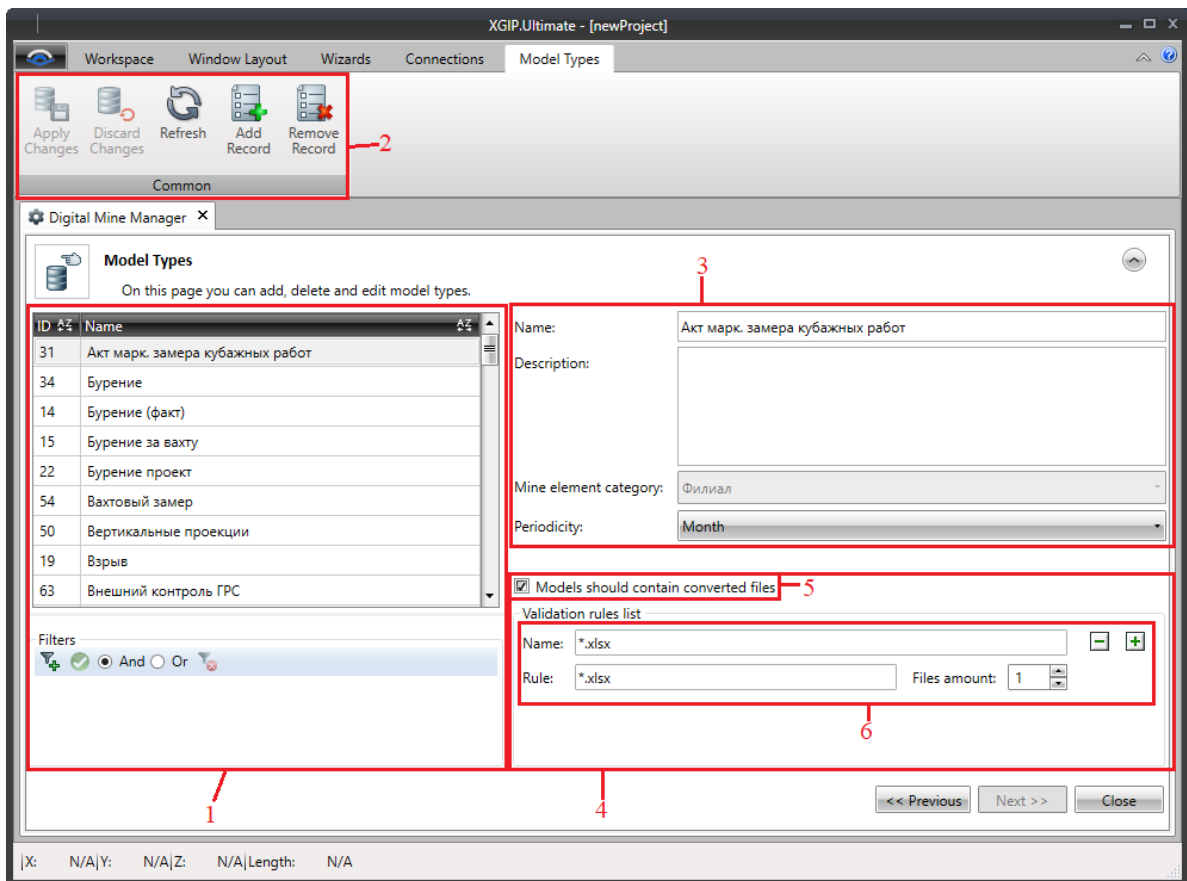 XGIP.Ultimate - [newProject]
Workspace Window Layout Wizards Connections Model Types
Apply Changes
Discard Changes
Refresh
Add Record
Remove Record
2
Common
Digital Mine Manager
Model Types
On this page you can add, delete and edit model types.
3
ID Name
31 Акт марк. замера кубажных работ
34 Бурение
14 Бурение (факт)
15 Бурение за вахту
22 Бурение проект
54 Вахтовый замер
50 Вертикальные проекции
19 Взрыв
63 Внешний контроль ГРС
Filters
And Or
1
Name: Акт марк. замера кубажных работ
Description:
Mine element category: Филиал
Periodicity: Month
Models should contain converted files
5
Validation rules list
Name: *.xlsx
Rule: *.xlsx Files amount: 1
6
4
<< Previous Next >> Close
X: N/A Y: N/A Z: N/A Length: N/A